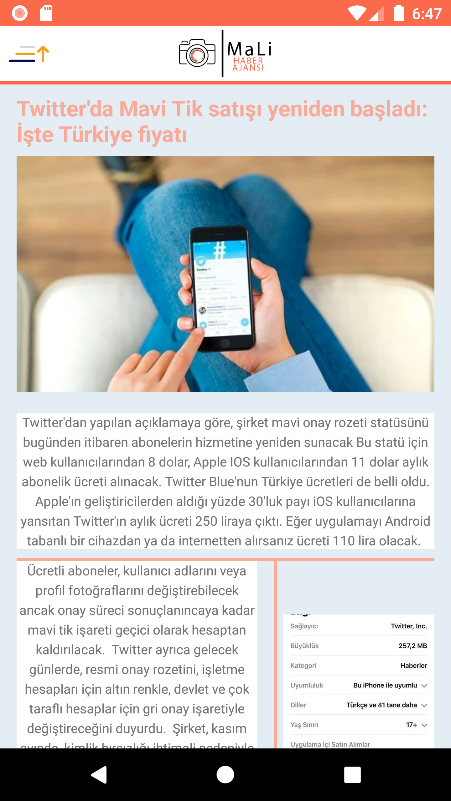 6:47
MaLi
HABER
AJANSI
Twitter'da Mavi Tik satışı yeniden başladı:
İşte Türkiye fiyatı
#
Twitter'dan yapılan açıklamaya göre, şirket mavi onay rozeti statüsünü
bugünden itibaren abonelerin hizmetine yeniden sunacak Bu statü için
web kullanıcılarından 8 dolar, Apple IOS kullanıcılarından 11 dolar aylık
abonelik ücreti alınacak. Twitter Blue'nun Türkiye ücretleri de belli oldu.
Apple'ın geliştiricilerden aldığı yüzde 30'luk payı iOS kullanıcılarına
yansıtan Twitter'ın aylık ücreti 250 liraya çıktı. Eğer uygulamayı Android
tabanlı bir cihazdan ya da internetten alırsanız ücreti 110 lira olacak.
Ücretli aboneler, kullanıcı adlarını veya
profil fotoğraflarını değiştirebilecek
ancak onay süreci sonuçlanıncaya kadar
mavi tik işareti geçici olarak hesaptan
kaldırılacak. Twitter ayrıca gelecek
günlerde, resmi onay rozetini, işletme
hesapları için altın renkle, devlet ve çok
taraflı hesaplar için gri onay işaretiyle
değiştireceğini duyurdu. Şirket, kasım
ayında, kimlik hırsızlığı ihtimali nedeniyle
Sağlayıcı Twitter, Inc.
Büyüklük 257,2 MB
Kategori Haberler
Uyumluluk Bu iPhone ile uyumlu
Diller Türkçe ve 41 tane daha
Yaş Sınırı 17+
Uygulama İçi Satın Alımlar